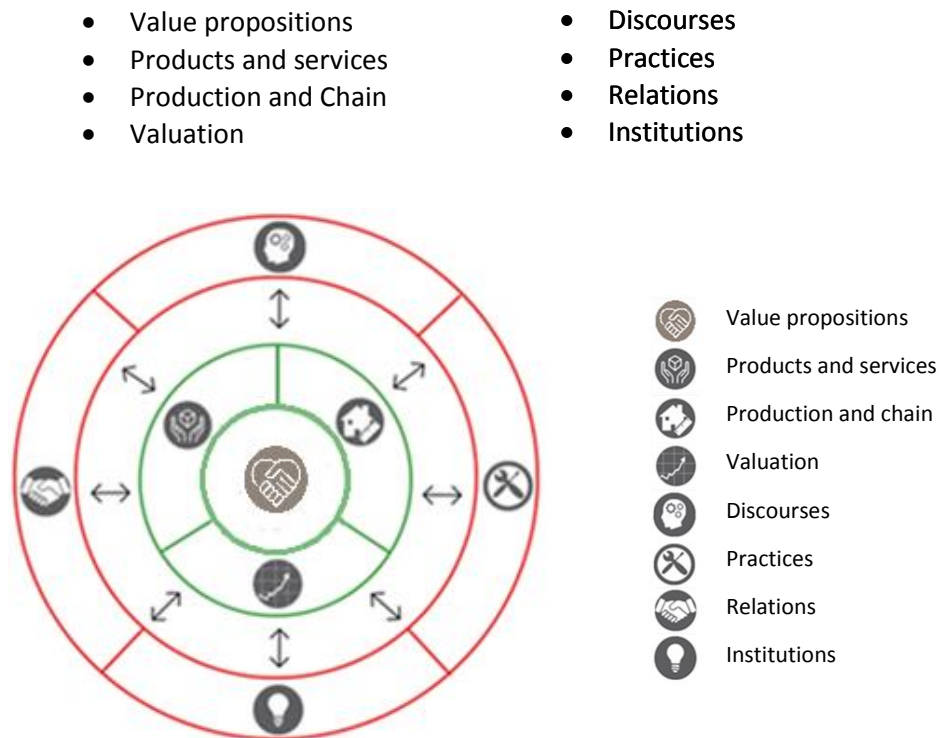 • Value propositions
• Products and services
• Production and Chain
• Valuation
• Discourses
• Practices
• Relations
• Institutions
Value propositions
Products and services
Production and chain
Valuation
Discourses
Practices
Relations
Institutions